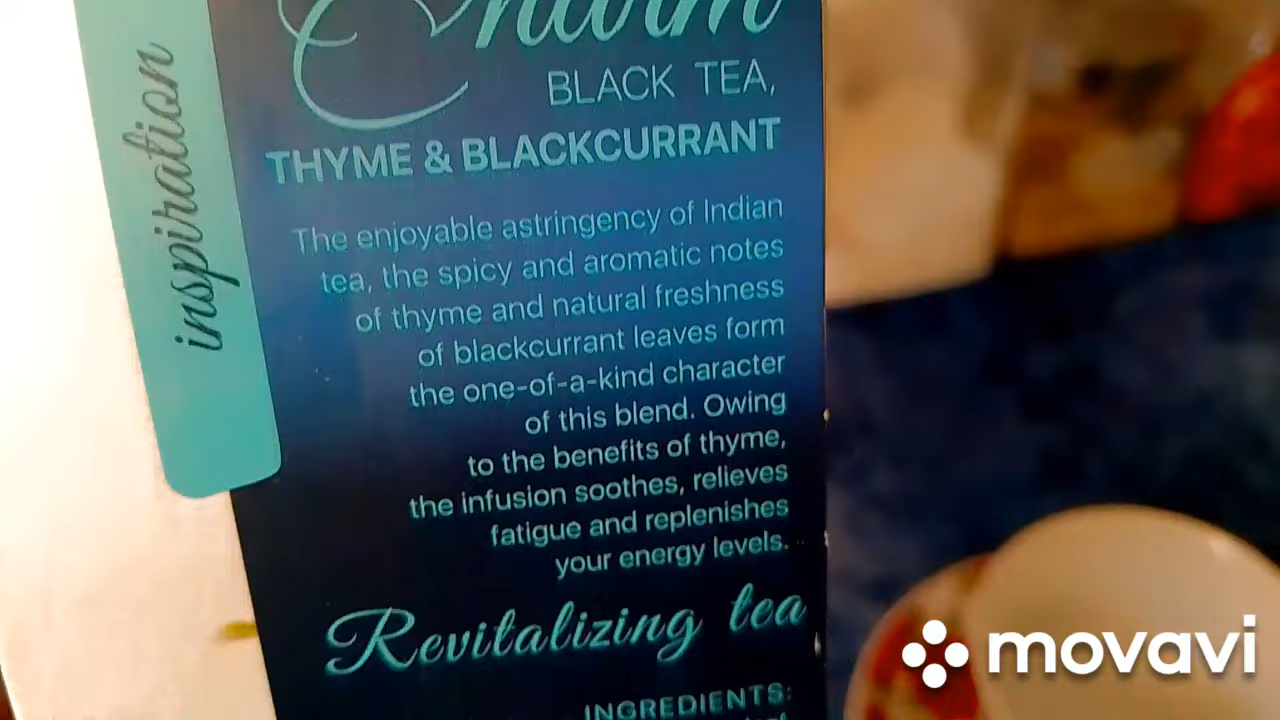 Charm
BLACK TEA,
THYME & BLACKCURRANT
The enjoyable astringency of Indian
tea, the spicy and aromatic notes
of thyme and natural freshness
of blackcurrant leaves form
the one-of-a-kind character
of this blend. Owing
to the benefits of thyme,
the infusion soothes, relieves
fatigue and replenishes
your energy levels.
Revitalizing tea
INGREDIENTS:
inspiration
movavi